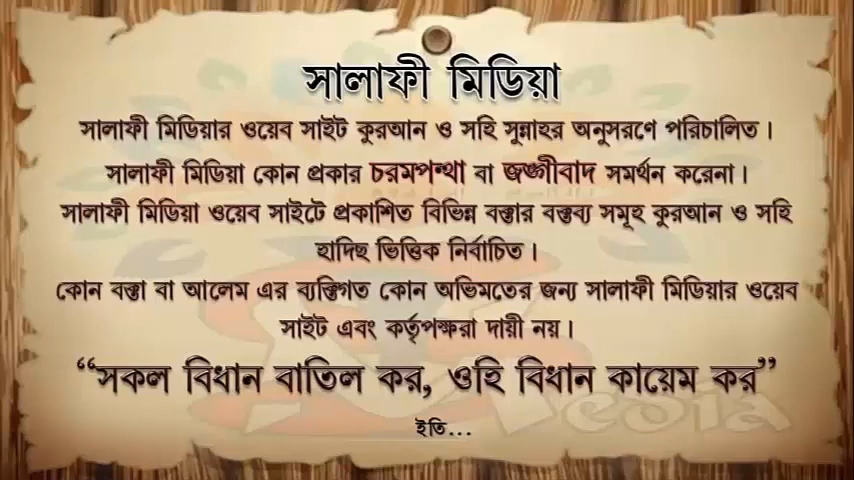 সালাফী মিডিয়া
সালাফী মিডিয়ার ওয়েব সাইট কুরআন ও সহি সুন্নাহর অনুসরণে পরিচালিত।
সালাফী মিডিয়া কোন প্রকার চরমপন্থা বা জঙ্গীবাদ সমর্থন করেনা।
সালাফী মিডিয়া ওয়েব সাইটে প্রকাশিত বিভিন্ন বক্তার বক্তব্য সমূহ কুরআন ও সহি
হাদিছ ভিত্তিক নির্বাচিত।
কোন বক্তা বা আলেম এর ব্যক্তিগত কোন অভিমতের জন্য সালাফী মিডিয়ার ওয়েব
সাইট এবং কর্তৃপক্ষরা দায়ী নয়।
“সকল বিধান বাতিল কর, ওহি বিধান কায়েম কর”
ইতি...